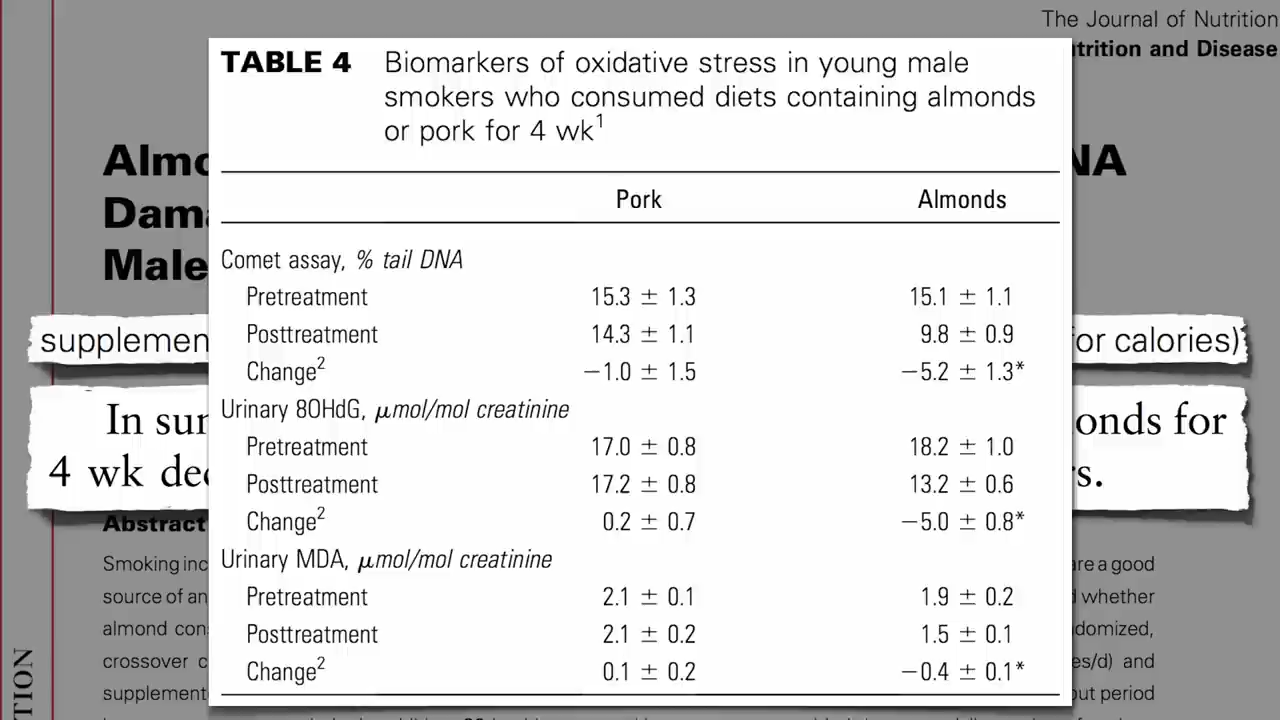 The Journal of Nutrition
trition and Disease
TABLE 4 Biomarkers of oxidative stress in young male
smokers who consumed diets containing almonds
or pork for 4 wk1
Pork Almonds
Comet assay, % tail DNA
Pretreatment 15.3 ± 1.3 15.1 ± 1.1
Posttreatment 14.3 ± 1.1 9.8 ± 0.9
Change2 −1.0 ± 1.5 −5.2 ± 1.3*
Urinary 8OHdG, μmol/mol creatinine
Pretreatment 17.0 ± 0.8 18.2 ± 1.0
Posttreatment 17.2 ± 0.8 13.2 ± 0.6
Change2 0.2 ± 0.7 −5.0 ± 0.8*
Urinary MDA, μmol/mol creatinine
Pretreatment 2.1 ± 0.1 1.9 ± 0.2
Posttreatment 2.1 ± 0.2 1.5 ± 0.1
Change2 0.1 ± 0.2 −0.4 ± 0.1*
Almo NA
Dama
Male
supplemen for calories)
In sur onds for
4 wk dec s.
Abstract
Smoking inc are a good
source of an d whether
almond con domized,
crossover c es/d) and
supplement out period
TION